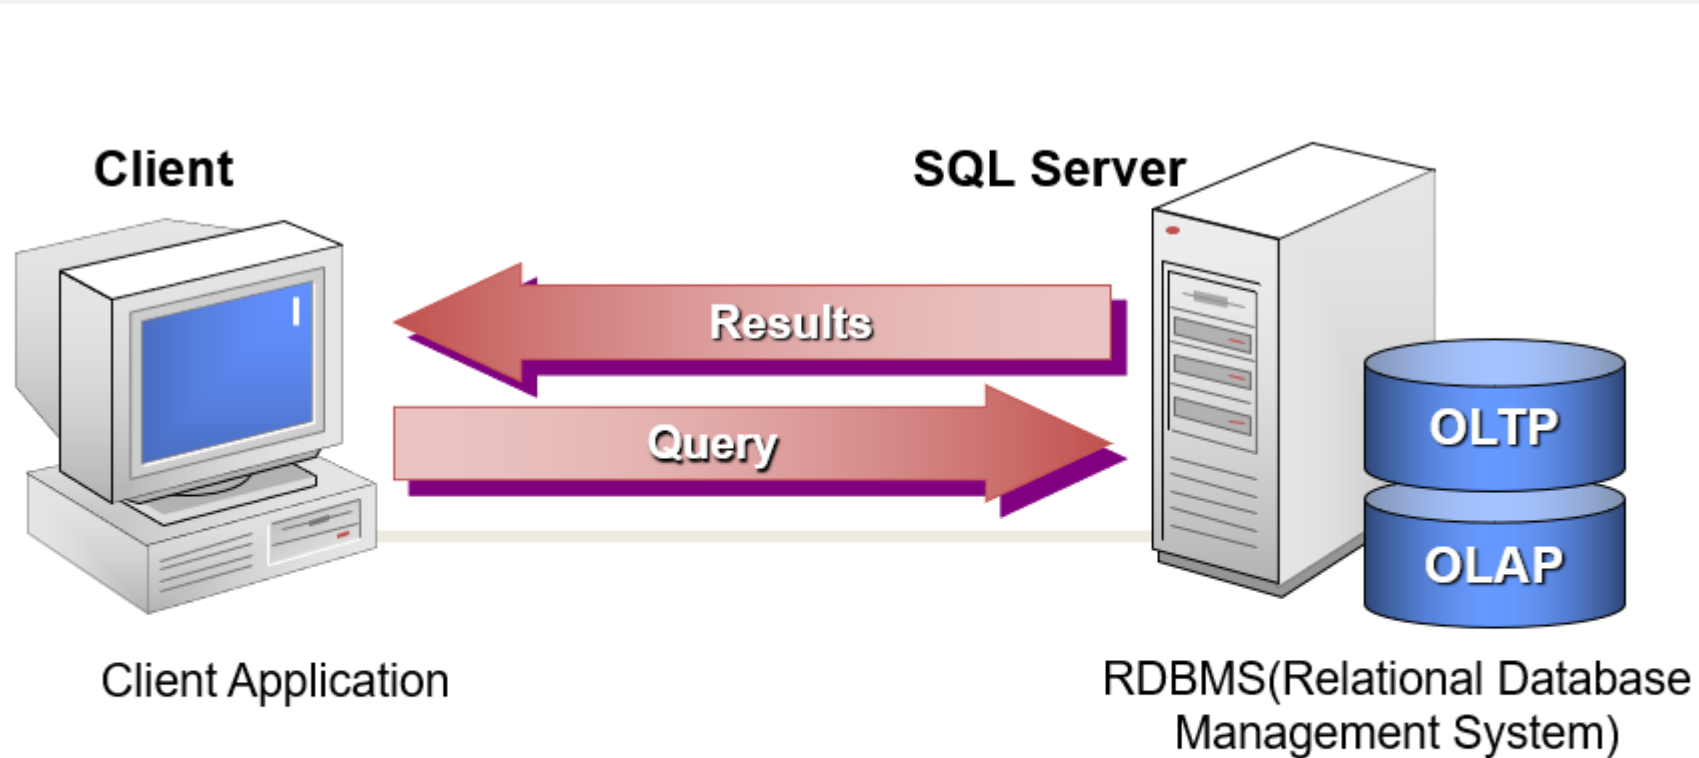 Client
SQL Server
Results
Query
OLTP
OLAP
Client Application
RDBMS(Relational Database
Management System)